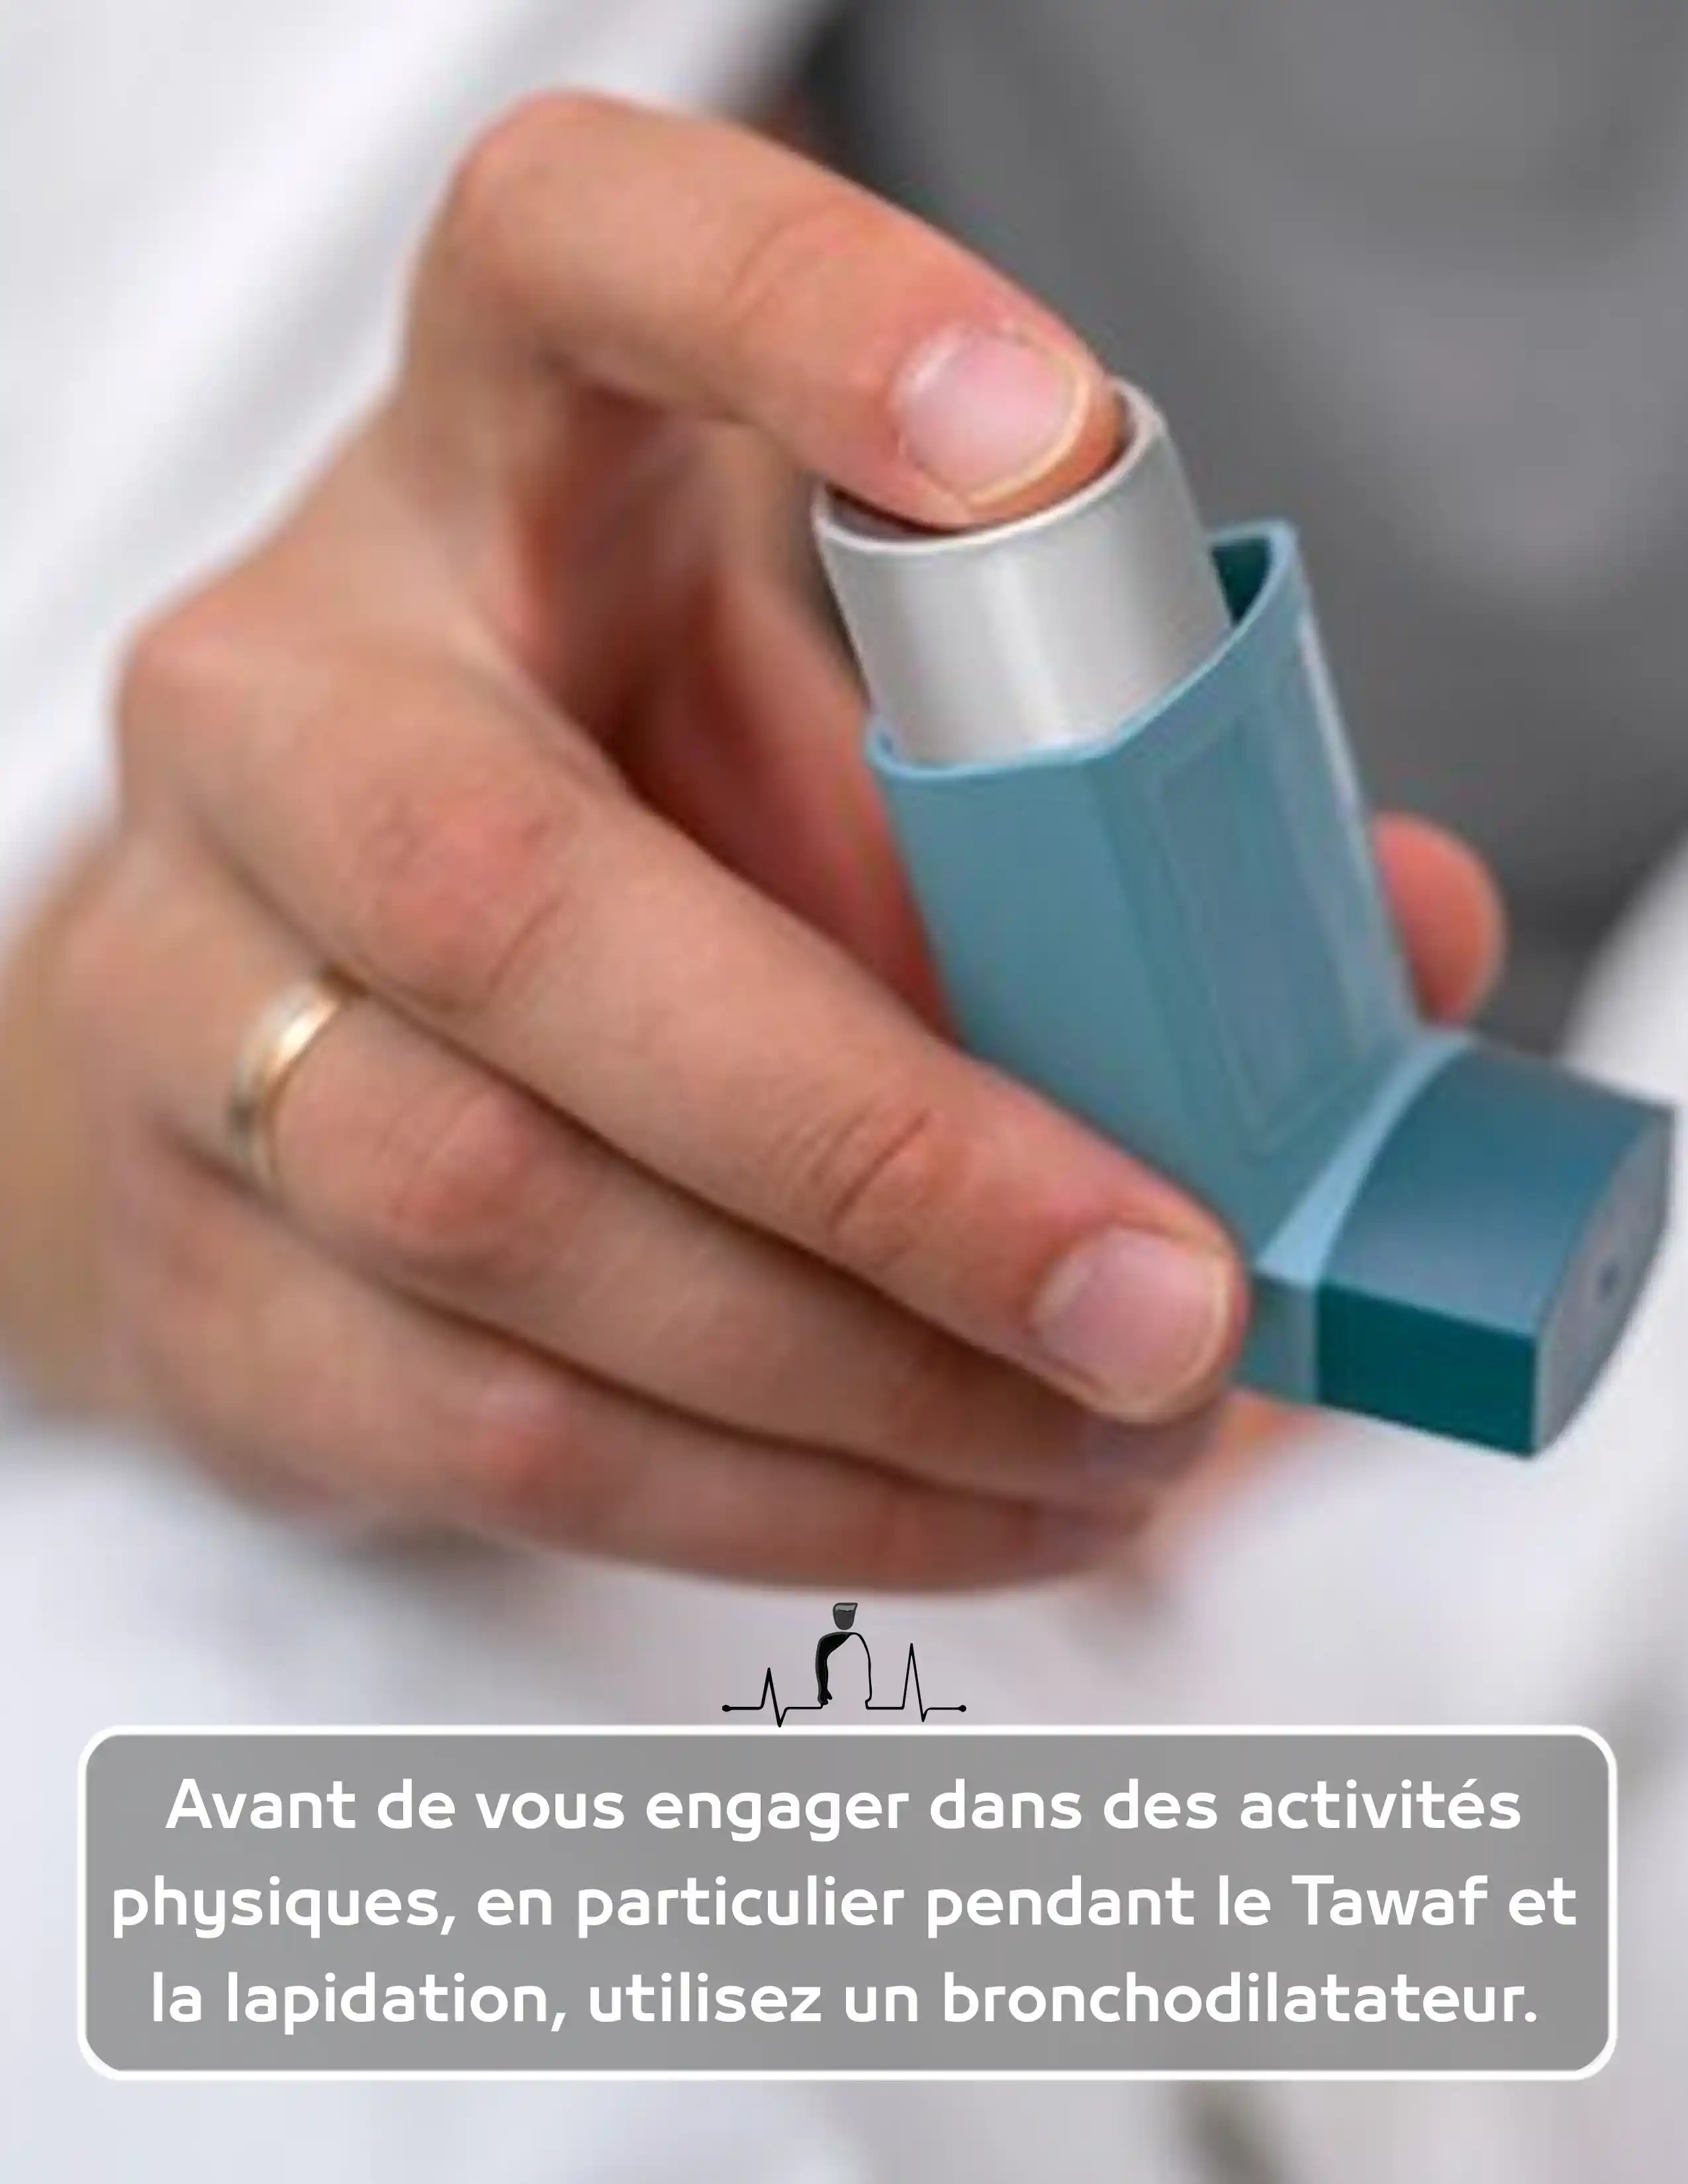 Avant de vous engager dans des activités
physiques, en particulier pendant le Tawaf et
la lapidation, utilisez un bronchodilatateur.